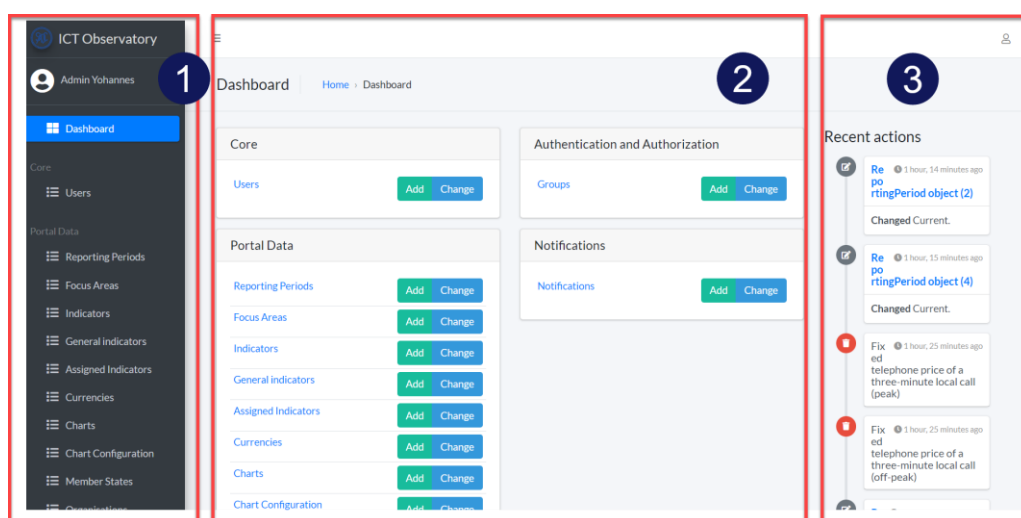 ICT Observatory
Admin Yohannes
1
Dashboard
Core
Users
Portal Data
Reporting Periods
Focus Areas
Indicators
General indicators
Assigned Indicators
Currencies
Charts
Chart Configuration
Member States
Organisations
2
Dashboard
Home › Dashboard
Core
Users Add Change
Portal Data
Reporting Periods Add Change
Focus Areas Add Change
Indicators Add Change
General indicators Add Change
Assigned Indicators Add Change
Currencies Add Change
Charts Add Change
Chart Configuration Add Change
Authentication and Authorization
Groups Add Change
Notifications
Notifications Add Change
3
Recent actions
Re 1 hour, 14 minutes ago
po
rtingPeriod object (2)
Changed Current.
Re 1 hour, 15 minutes ago
po
rtingPeriod object (4)
Changed Current.
Fix 1 hour, 25 minutes ago
ed
telephone price of a
three-minute local call
(peak)
Fix 1 hour, 25 minutes ago
ed
telephone price of a
three-minute local call
(off-peak)